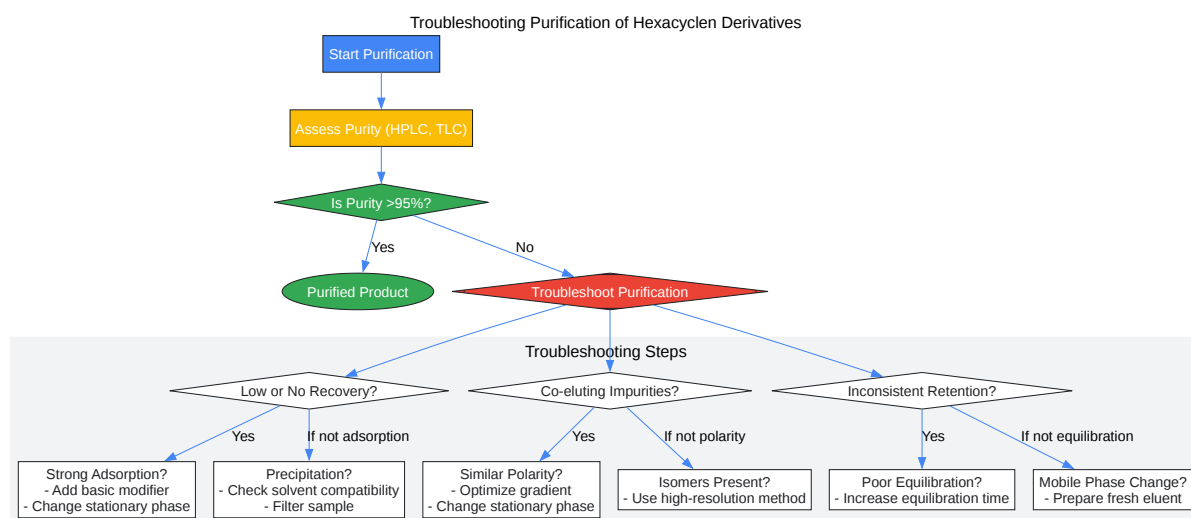 Troubleshooting Purification of Hexacyclen Derivatives
Start Purification
Assess Purity (HPLC, TLC)
Is Purity >95%?
Yes
No
Purified Product
Troubleshoot Purification
Troubleshooting Steps
Low or No Recovery?
Co-eluting Impurities?
Inconsistent Retention?
Yes
If not adsorption
Yes
If not polarity
Yes
If not equilibration
Strong Adsorption?
- Add basic modifier
- Change stationary phase
Precipitation?
- Check solvent compatibility
- Filter sample
Similar Polarity?
- Optimize gradient
- Change stationary phase
Isomers Present?
- Use high-resolution method
Poor Equilibration?
- Increase equilibration time
Mobile Phase Change?
- Prepare fresh eluent